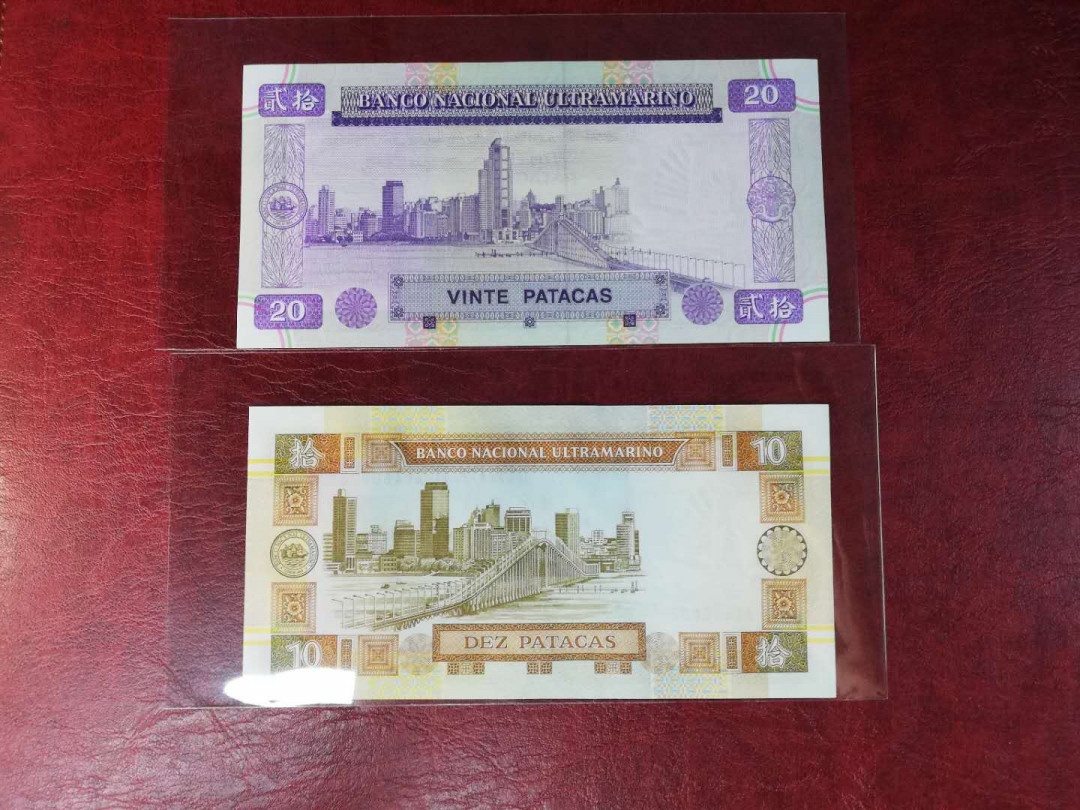 貳拾
BANCO NACIONAL ULTRAMARINO
20
VINTE PATACAS
20
貳拾
拾
BANCO NACIONAL ULTRAMARINO
10
DEZ PATACAS
10
拾